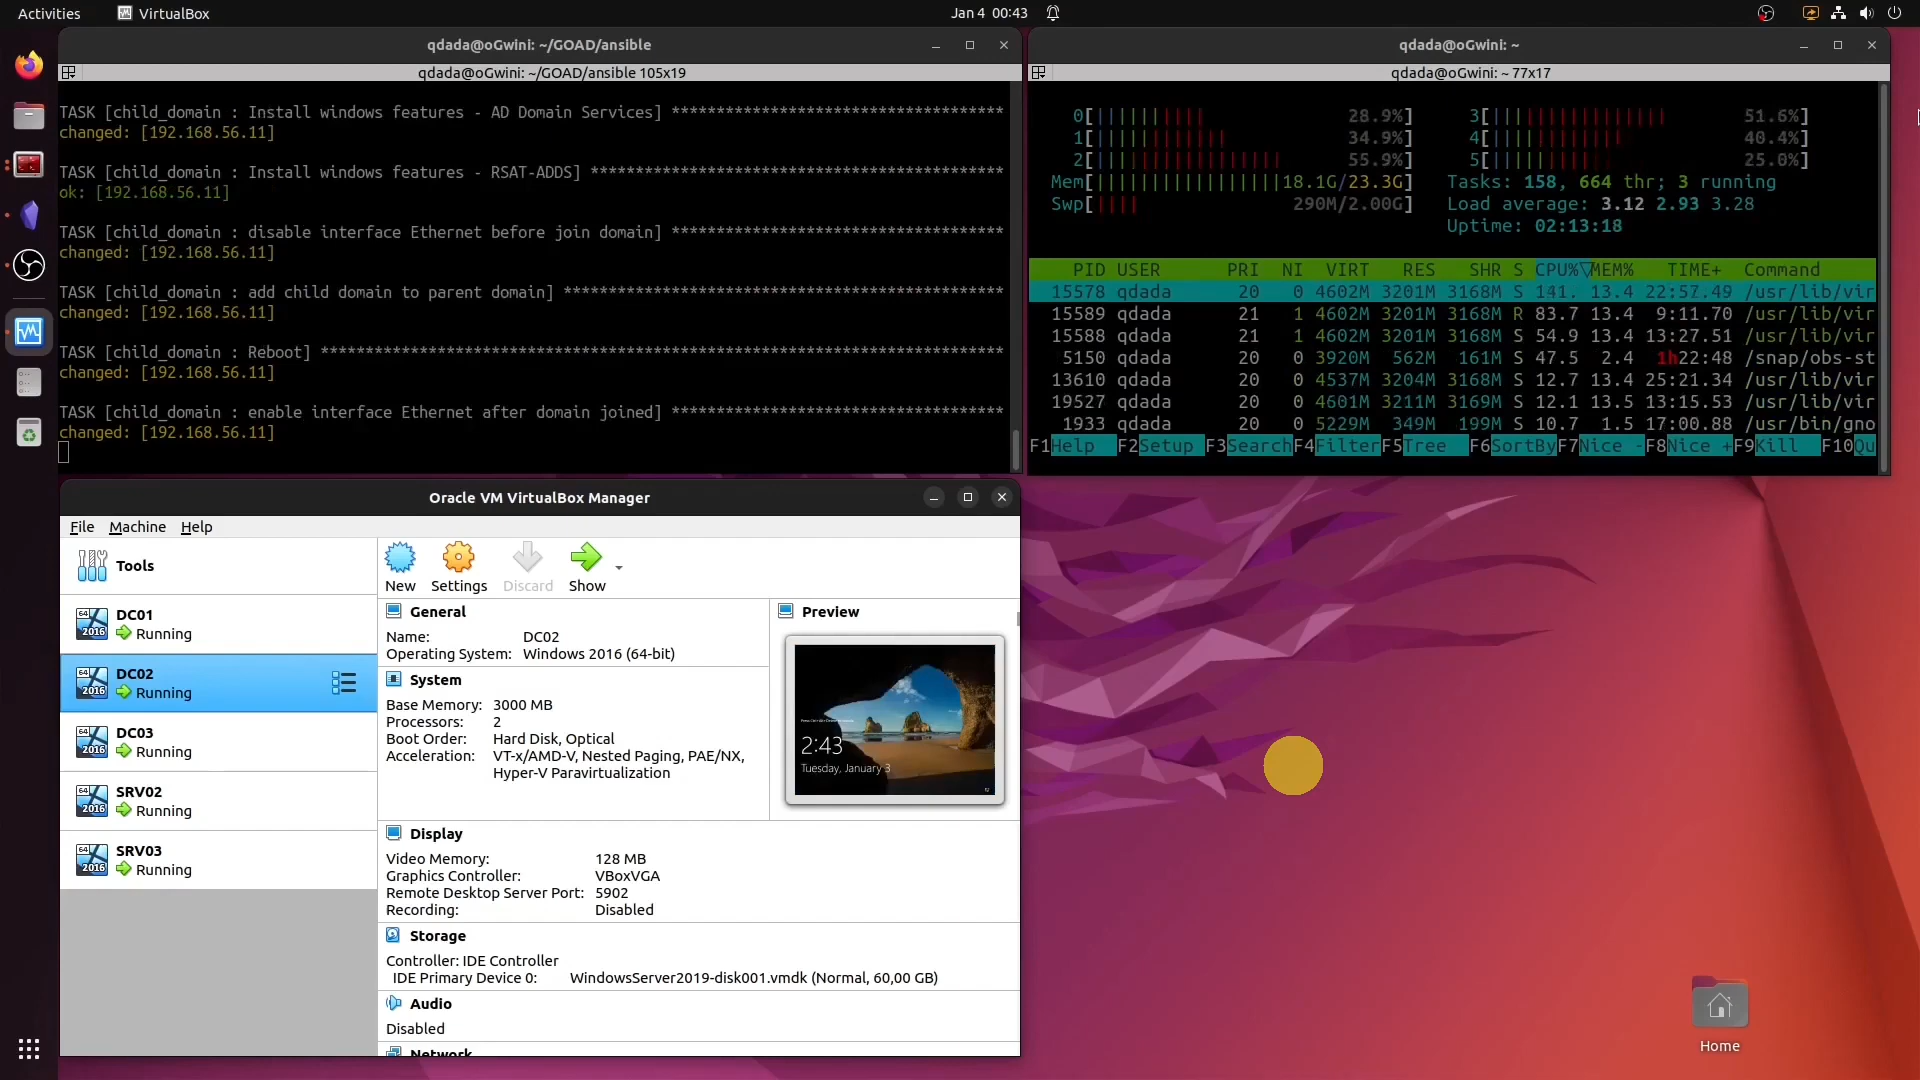 Activities
VirtualBox
Jan 4 00:43
qdada@oGwini: ~/GOAD/ansible
qdada@oGwini: ~/GOAD/ansible 105x19
TASK [child_domain : Install windows features - AD Domain Services] *************************************
changed: [192.168.56.11]
TASK [child_domain : Install windows features - RSAT-ADDS] **********************************************
ok: [192.168.56.11]
TASK [child_domain : disable interface Ethernet before join domain] *************************************
changed: [192.168.56.11]
TASK [child_domain : add child domain to parent domain] *************************************************
changed: [192.168.56.11]
TASK [child_domain : Reboot] ****************************************************************************
changed: [192.168.56.11]
TASK [child_domain : enable interface Ethernet after domain joined] *************************************
changed: [192.168.56.11]
qdada@oGwini: ~
qdada@oGwini: ~ 77x17
0[||||||||||| 28.9%] 3[|||||||||||||||||| 51.6%]
1[||||||||||||| 34.9%] 4[|||||||||||||| 40.4%]
2[||||||||||||||||||| 55.9%] 5[||||||||||| 25.0%]
Mem[|||||||||||||||||18.1G/23.3G] Tasks: 158, 664 thr; 3 running
Swp[|||| 290M/2.00G] Load average: 3.12 2.93 3.28
Uptime: 02:13:18
PID USER PRI NI VIRT RES SHR S CPU%▽MEM% TIME+ Command
15578 qdada 20 0 4602M 3201M 3168M S 141. 13.4 22:57.49 /usr/lib/vir
15589 qdada 21 1 4602M 3201M 3168M R 83.7 13.4 9:11.70 /usr/lib/vir
15588 qdada 21 1 4602M 3201M 3168M S 54.9 13.4 13:27.51 /usr/lib/vir
5150 qdada 20 0 3920M 562M 161M S 47.5 2.4 1h22:48 /snap/obs-st
13610 qdada 20 0 4537M 3204M 3168M S 12.7 13.4 25:21.34 /usr/lib/vir
19527 qdada 20 0 4601M 3211M 3169M S 12.1 13.5 13:15.53 /usr/lib/vir
1933 qdada 20 0 5229M 349M 199M S 10.7 1.5 17:00.88 /usr/bin/gno
F1Help F2Setup F3SearchF4FilterF5Tree F6SortByF7Nice -F8Nice +F9Kill F10Qu
Oracle VM VirtualBox Manager
File Machine Help
Tools
DC01
Running
DC02
Running
DC03
Running
SRV02
Running
SRV03
Running
64
2016
64
2016
64
2016
64
2016
64
2016
New Settings Discard Show
General
Name: DC02
Operating System: Windows 2016 (64-bit)
System
Base Memory: 3000 MB
Processors: 2
Boot Order: Hard Disk, Optical
Acceleration: VT-x/AMD-V, Nested Paging, PAE/NX,
Hyper-V Paravirtualization
Preview
2:43
Tuesday, January 3
Display
Video Memory: 128 MB
Graphics Controller: VBoxVGA
Remote Desktop Server Port: 5902
Recording: Disabled
Storage
Controller: IDE Controller
IDE Primary Device 0: WindowsServer2019-disk001.vmdk (Normal, 60,00 GB)
Audio
Disabled
Network
Home